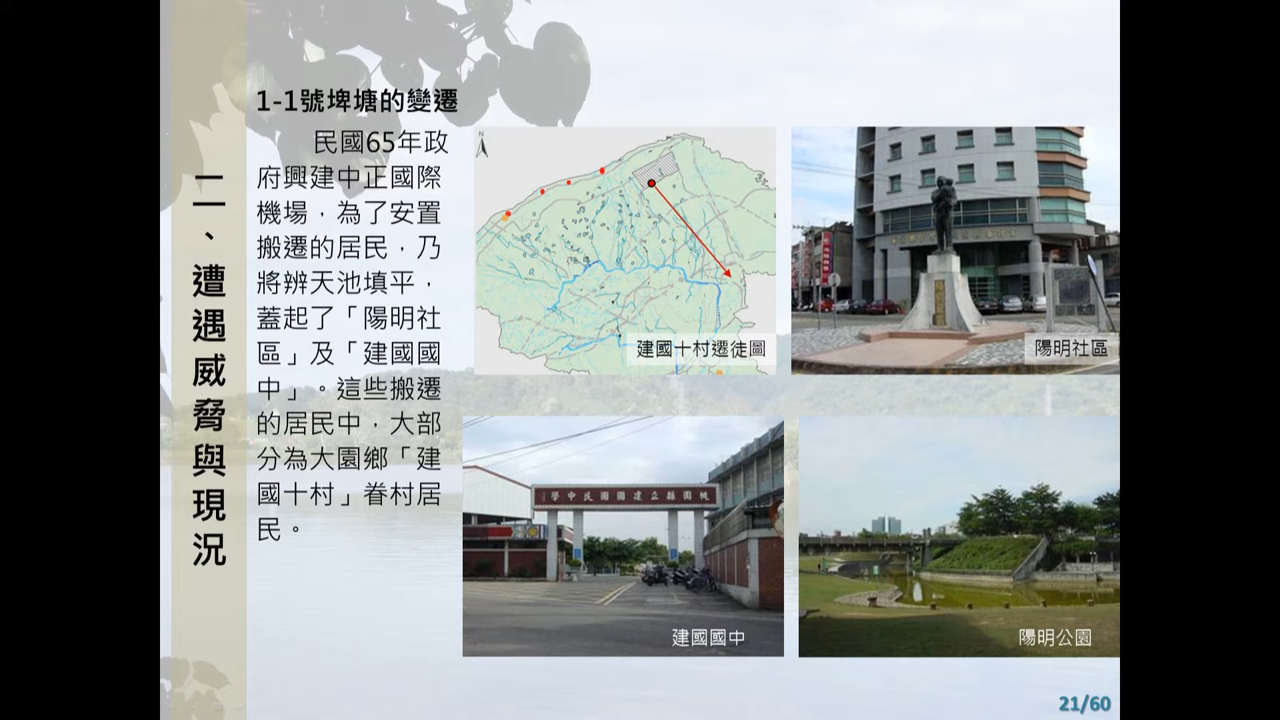 二、遭遇威脅與現況
1-1號埤塘的變遷
民國65年政
府興建中正國際
機場，為了安置
搬遷的居民，乃
將辨天池填平，
蓋起了「陽明社
區」及「建國國
中」。這些搬遷
的居民中，大部
分為大園鄉「建
國十村」眷村居
民。
N
建國十村遷徒圖
陽明社區
學中民國國建立縣園桃
建國國中
陽明公園
21/60